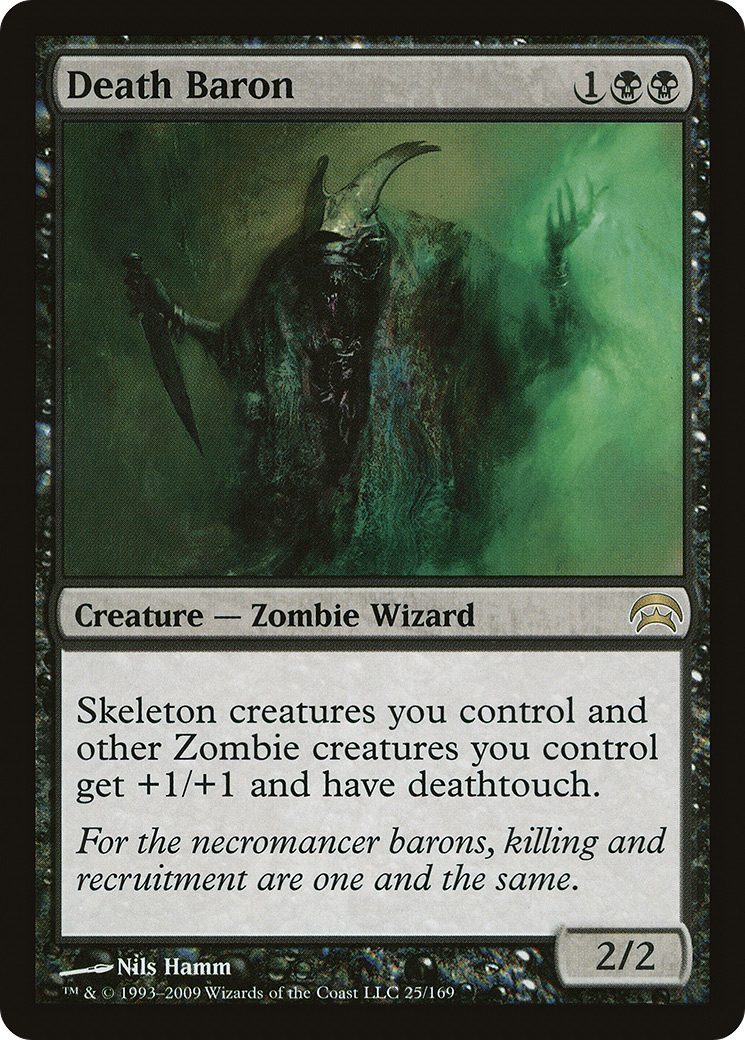 Death Baron 1
Creature — Zombie Wizard
Skeleton creatures you control and
other Zombie creatures you control
get +1/+1 and have deathtouch.
For the necromancer barons, killing and
recruitment are one and the same.
2/2
Nils Hamm
™ & © 1993–2009 Wizards of the Coast LLC 25/169